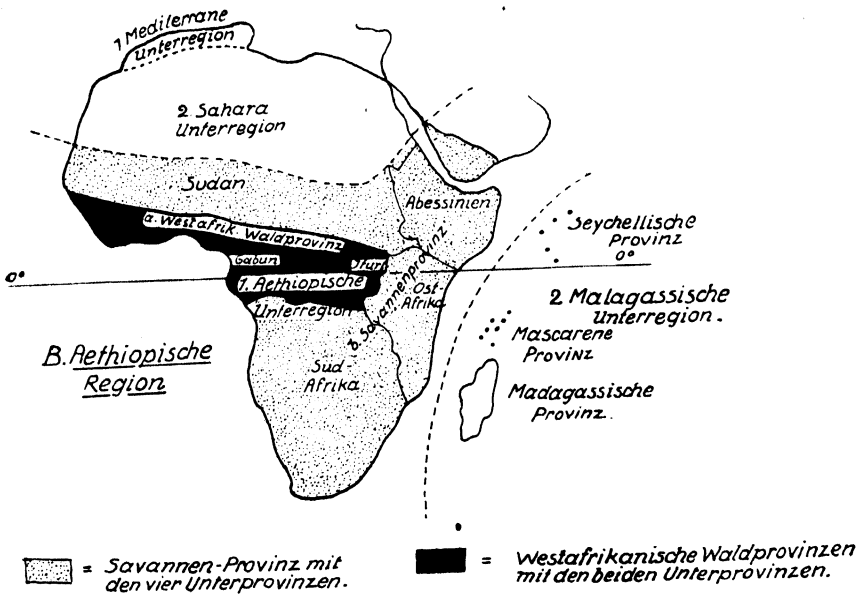 1 Mediterrane
Unterregion
2. Sahara
Unterregion
Sudan
Abessinien
a. Westafrik. Waldprovinz
Seychellische
Provinz
0°
Gabun
Ituri
0°
1. Aethiopische
Unterregion
b. Savannenprovinz
Ost-
Afrika
2 Malagassische
Unterregion.
Mascarene
Provinz
B. Aethiopische
Region
Sud-
Afrika
Madagassische
Provinz.
= Savannen-Provinz mit
den vier Unterprovinzen.
= Westafrikanische Waldprovinzen
mit den beiden Unterprovinzen.